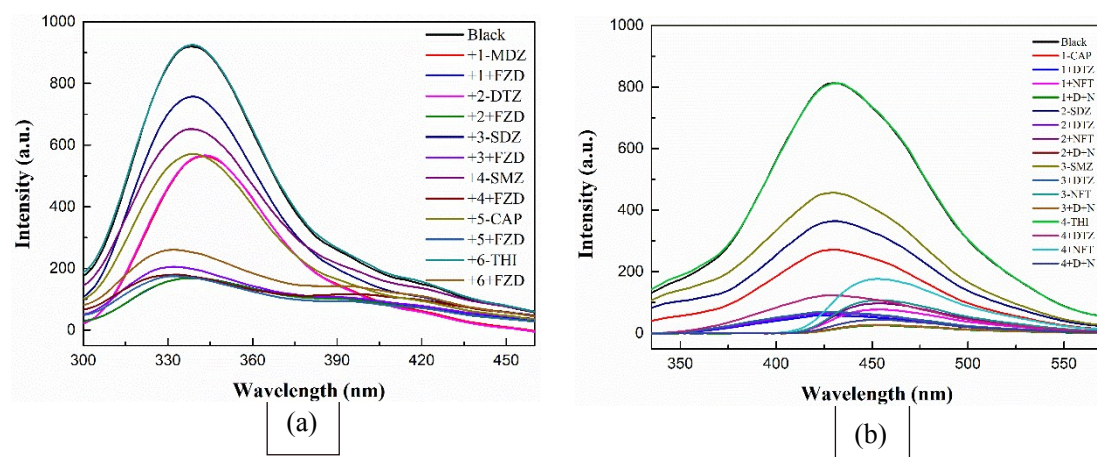 1000
800
600
400
200
0
300
330
360
390
420
450
Intensity (a.u.)
Wavelength (nm)
Black
+1-MDZ
+1+FZD
+2-DTZ
+2+FZD
+3-SDZ
+3+FZD
+4-SMZ
+4+FZD
+5-CAP
+5+FZD
+6-THI
+6+FZD
(a)
1000
800
600
400
200
0
350
400
450
500
550
Intensity (a.u.)
Wavelength (nm)
Black
1-CAP
1+DTZ
1+NFT
1+D+N
2-SDZ
2+DTZ
2+NFT
2+D+N
3-SMZ
3+DTZ
3-NFT
3+D+N
4-THI
4+DTZ
4+NFT
4+D+N
(b)